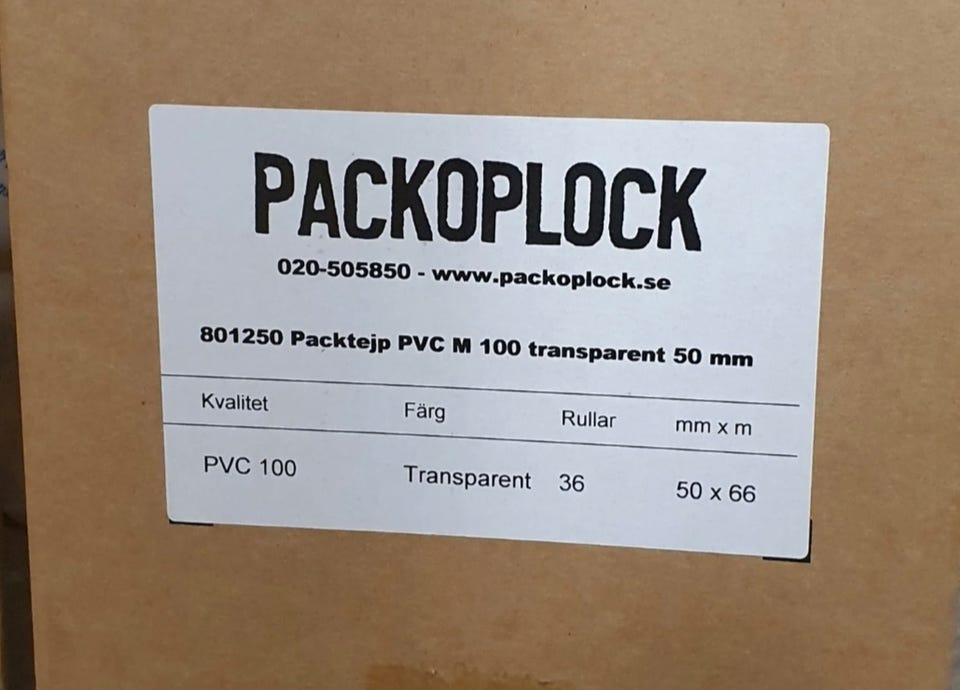 PACKOPLOCK
020-505850 - www.packoplock.se
801250 Packtejp PVC M 100 transparent 50 mm
Kvalitet Färg Rullar mm x m
PVC 100 Transparent 36 50 x 66